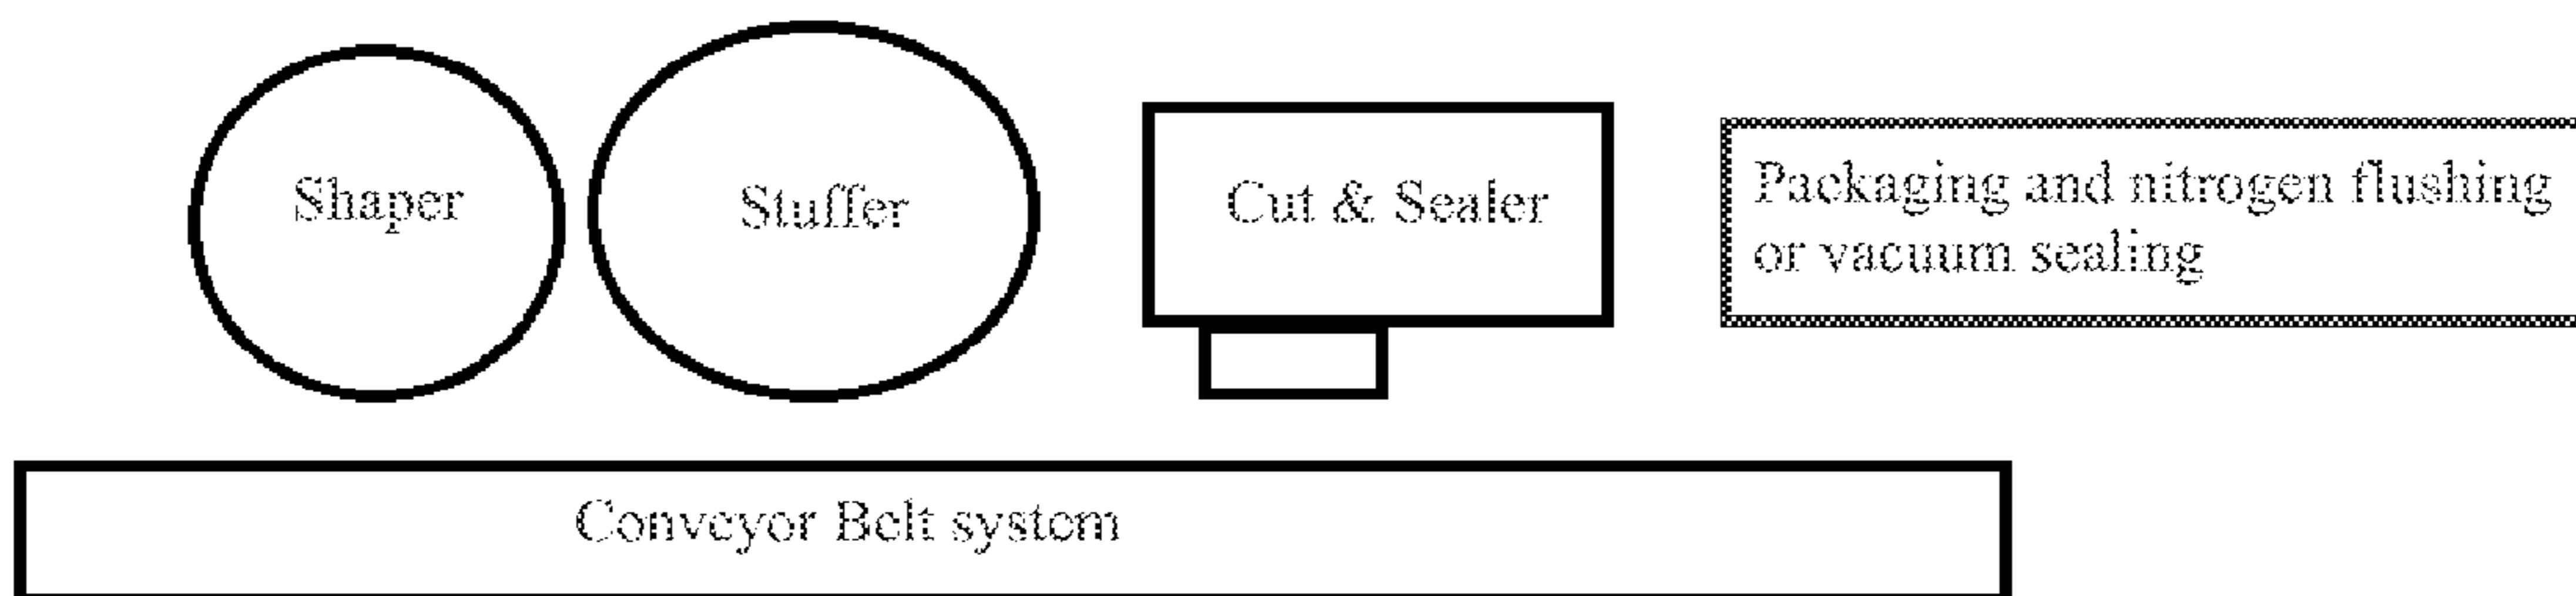 Shaper
Stuffer
Cut & Sealer
Packaging and nitrogen flushing
or vacuum sealing
Conveyor Belt system